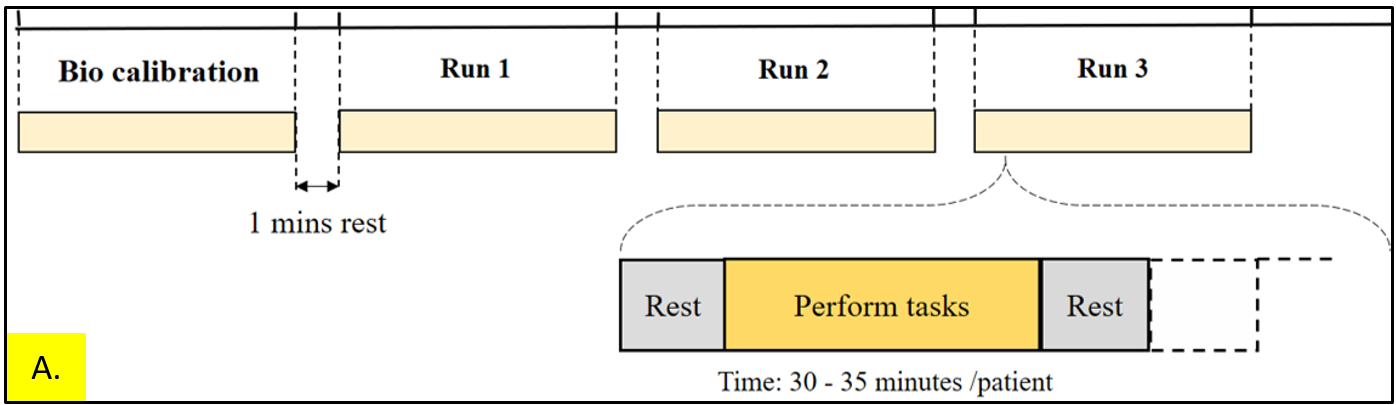 Bio calibration
Run 1
Run 2
Run 3
1 mins rest
Rest
Perform tasks
Rest
Time: 30 - 35 minutes /patient
A.